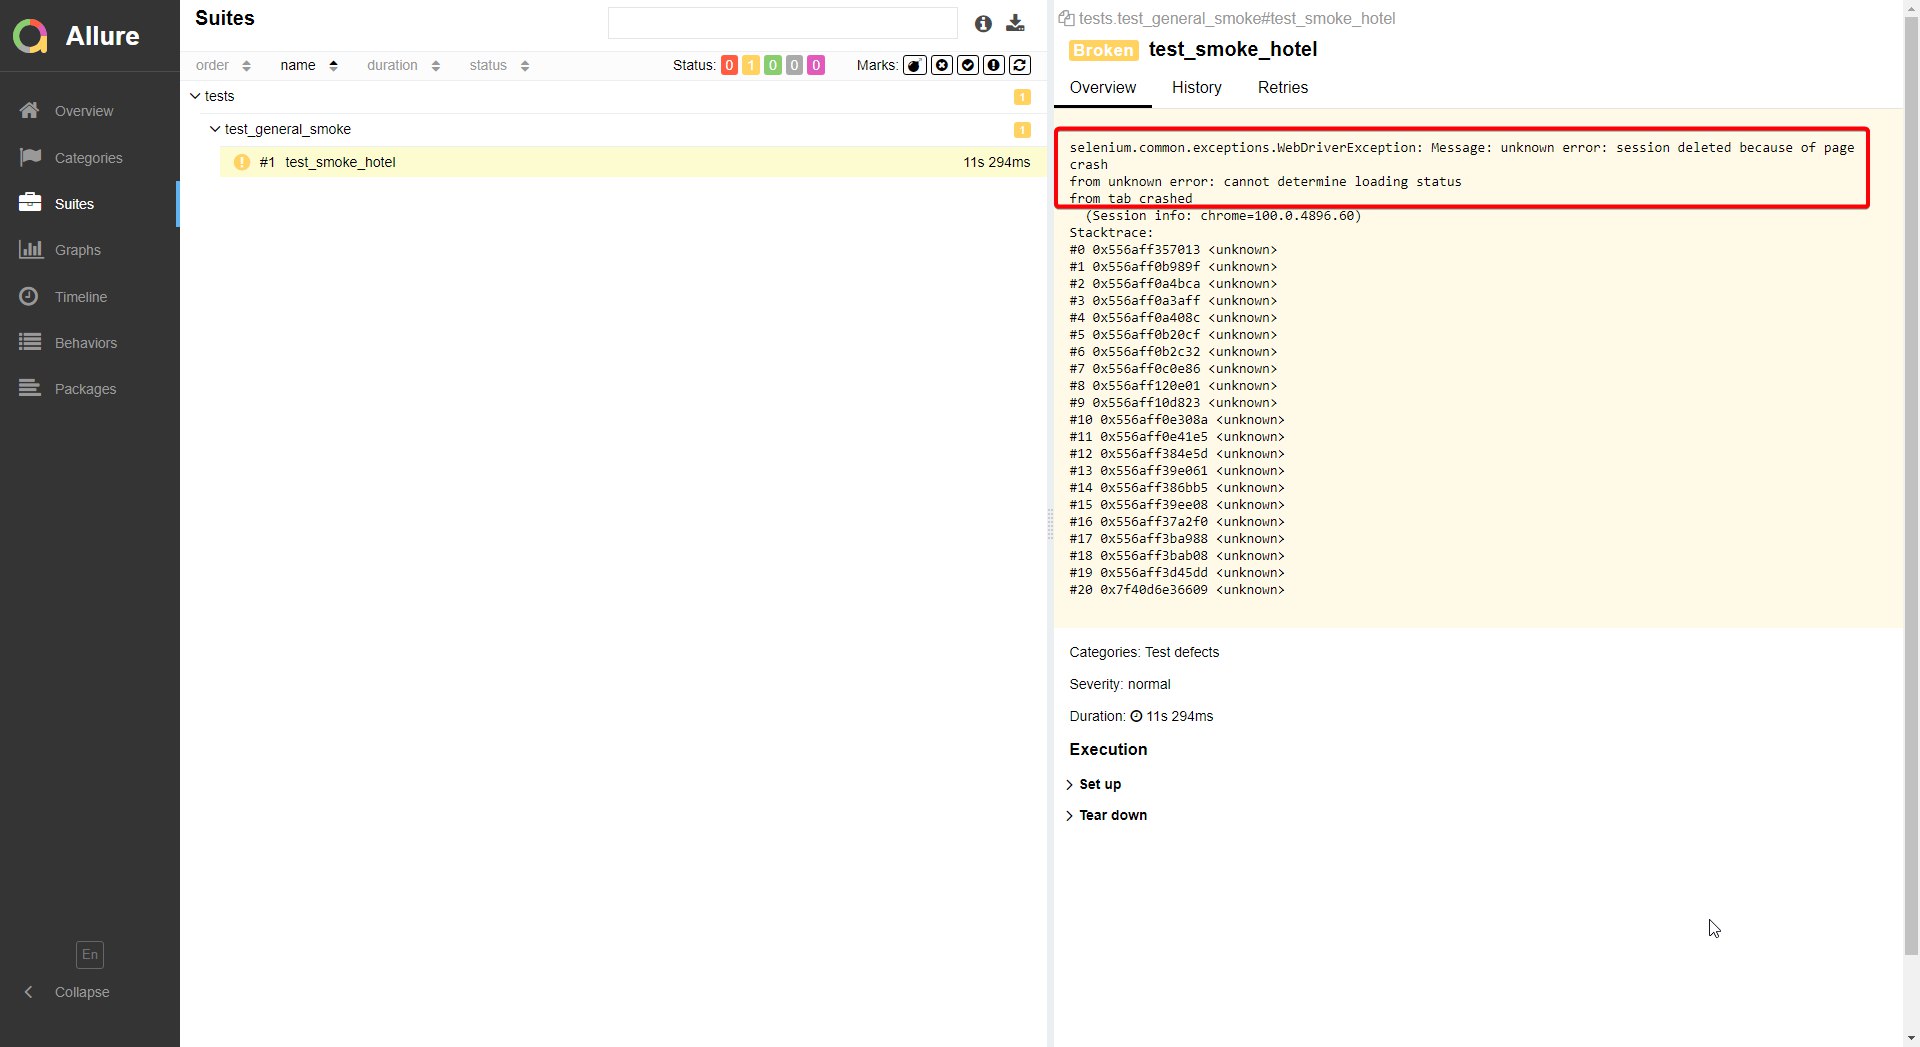 Allure
Overview
Categories
Suites
Graphs
Timeline
Behaviors
Packages
En
Collapse
Suites
order name duration status Status: 0 1 0 0 0 Marks:
tests 1
test_general_smoke 1
#1 test_smoke_hotel 11s 294ms
tests.test_general_smoke#test_smoke_hotel
Broken test_smoke_hotel
Overview History Retries
selenium.common.exceptions.WebDriverException: Message: unknown error: session deleted because of page
crash
from unknown error: cannot determine loading status
from tab crashed
(Session info: chrome=100.0.4896.60)
Stacktrace:
#0 0x556aff357013 <unknown>
#1 0x556aff0b989f <unknown>
#2 0x556aff0a4bca <unknown>
#3 0x556aff0a3aff <unknown>
#4 0x556aff0a408c <unknown>
#5 0x556aff0b20cf <unknown>
#6 0x556aff0b2c32 <unknown>
#7 0x556aff0c0e86 <unknown>
#8 0x556aff120e01 <unknown>
#9 0x556aff10d823 <unknown>
#10 0x556aff0e308a <unknown>
#11 0x556aff0e41e5 <unknown>
#12 0x556aff384e5d <unknown>
#13 0x556aff39e061 <unknown>
#14 0x556aff386bb5 <unknown>
#15 0x556aff39ee08 <unknown>
#16 0x556aff37a2f0 <unknown>
#17 0x556aff3ba988 <unknown>
#18 0x556aff3bab08 <unknown>
#19 0x556aff3d45dd <unknown>
#20 0x7f40d6e36609 <unknown>
Categories: Test defects
Severity: normal
Duration: 11s 294ms
Execution
Set up
Tear down